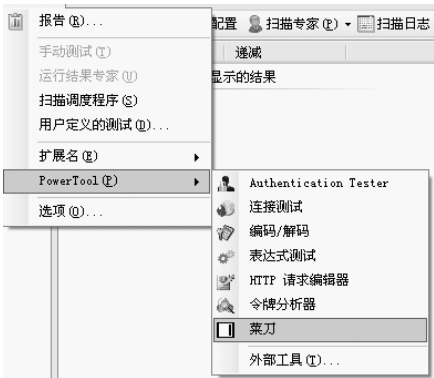 报告(R)...
配置 扫描专家(P) 扫描日志
手动测试(T)
递减
运行结果专家(U)
显示的结果
扫描调度程序(S)
用户定义的测试(D)...
扩展名(E)
PowerTool(P)
Authentication Tester
选项(O)...
连接测试
编码/解码
表达式测试
HTTP 请求编辑器
令牌分析器
菜刀
外部工具(T)...